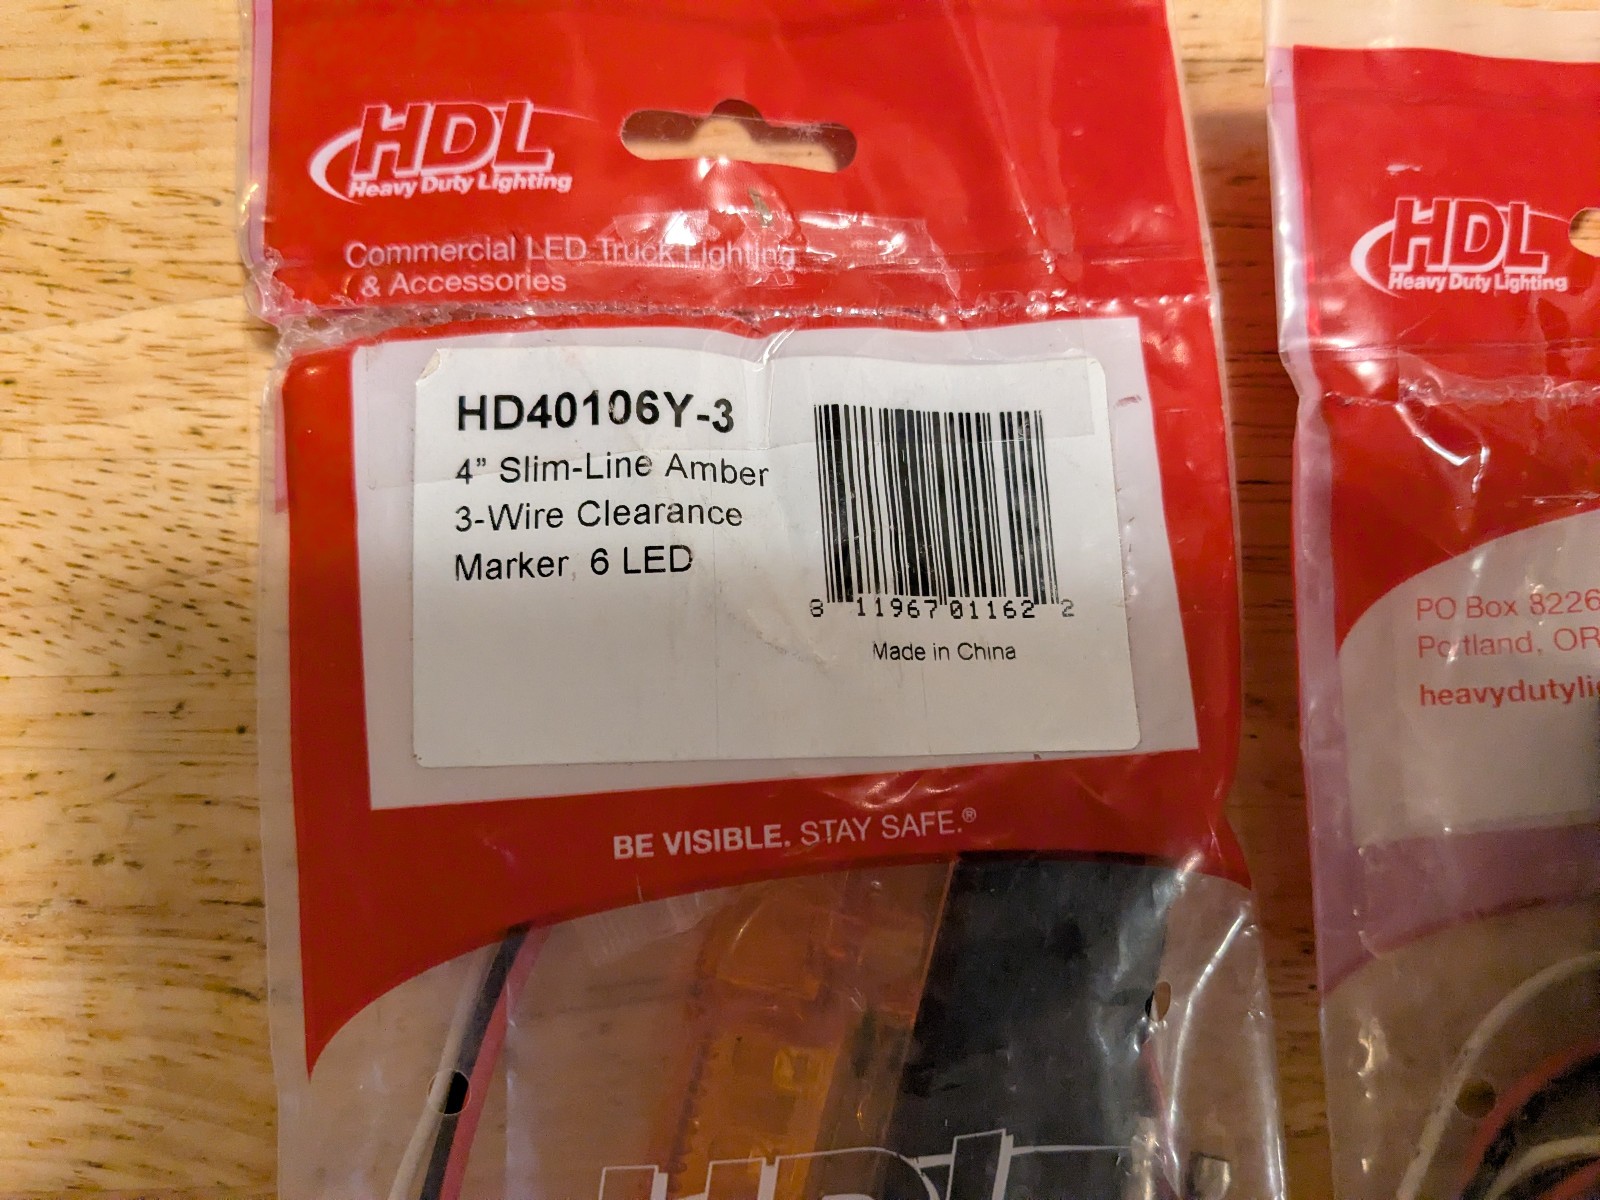 HDL
Heavy Duty Lighting
Commercial LED Truck Lighting
& Accessories
HD40106Y-3
4" Slim-Line Amber
3-Wire Clearance
Marker, 6 LED
8 11967 01162 2
Made in China
BE VISIBLE. STAY SAFE.®
HDL
HDL
Heavy Duty Lighting
PO Box 8226
Portland, OR